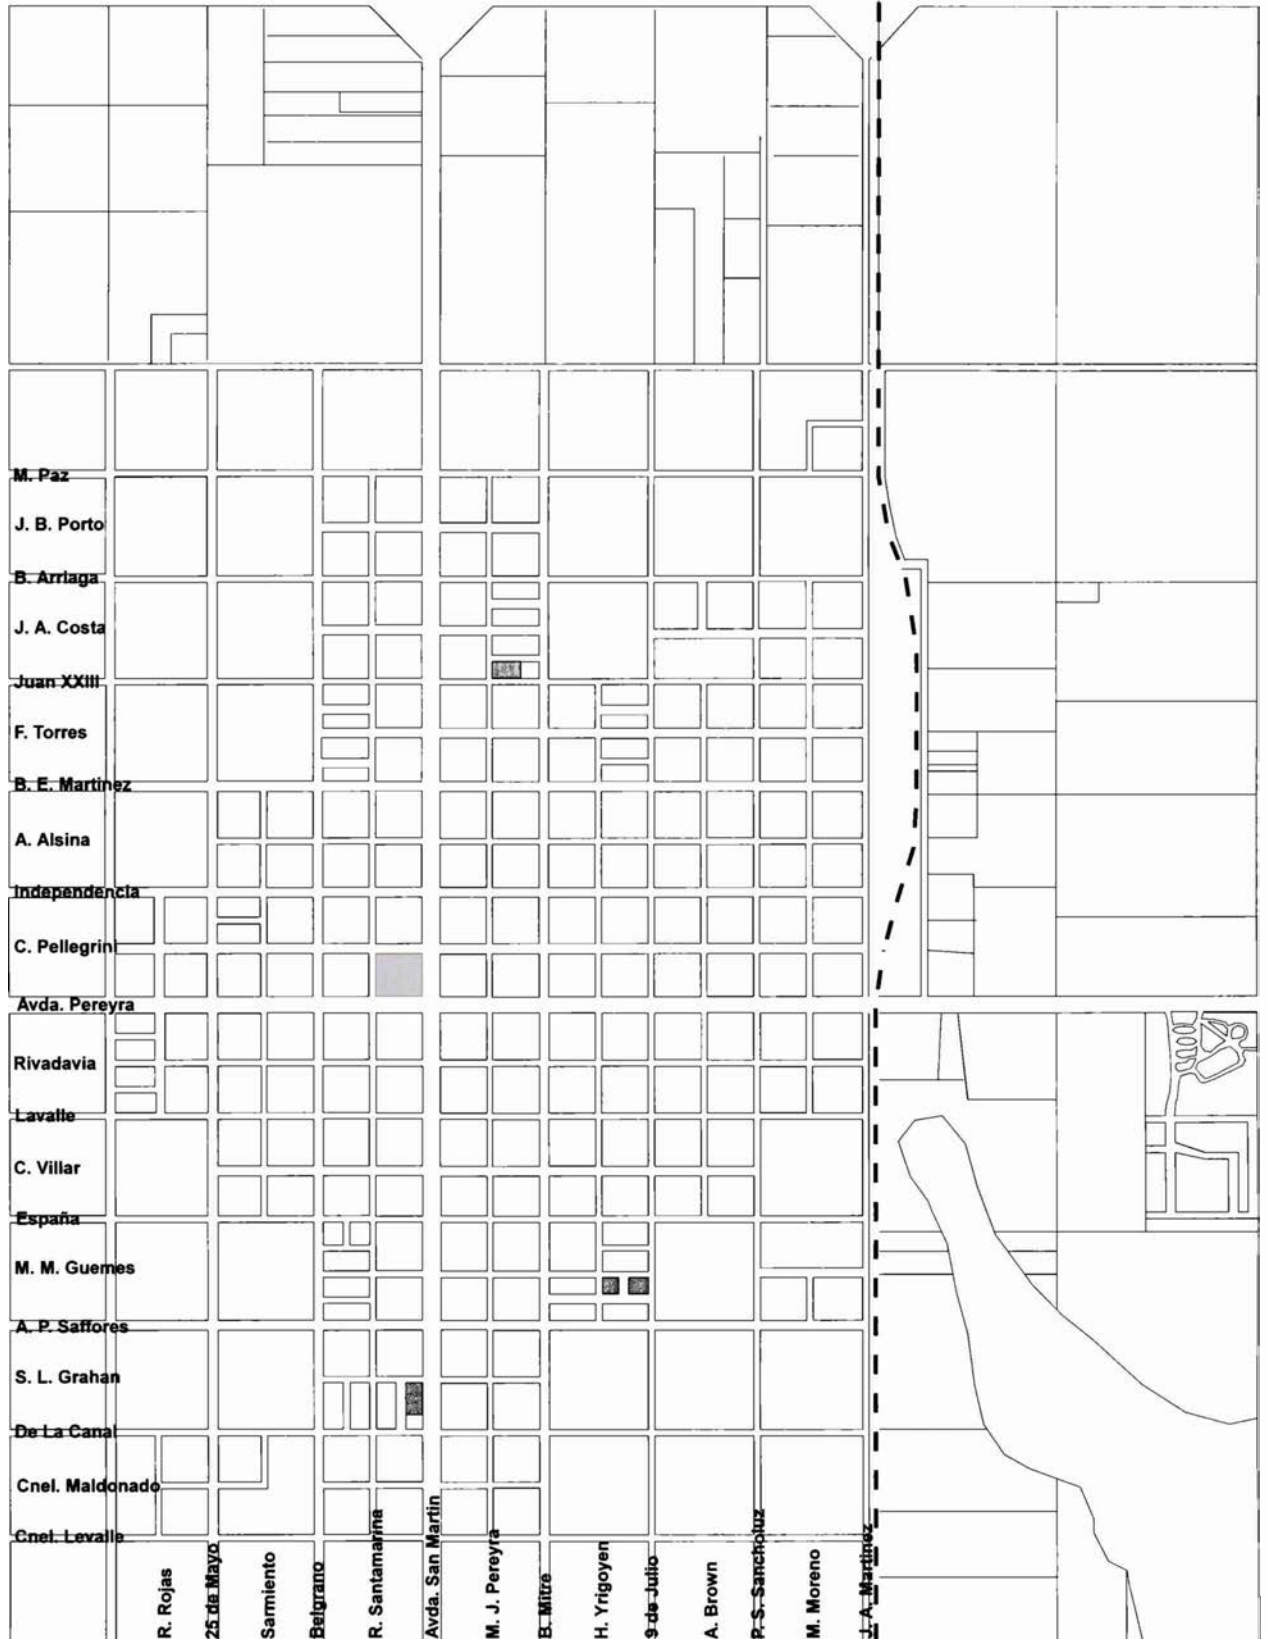 M. Paz
J. B. Porto
B. Arriaga
J. A. Costa
Juan XXIII
F. Torres
B. E. Martinez
A. Alsina
Independencia
C. Pellegrini
Avda. Pereyra
Rivadavia
Lavalle
C. Villar
España
M. M. Guemes
A. P. Saffores
S. L. Grahan
De La Canal
Cnel. Maldonado
Cnel. Levalle
R. Rojas
25 de Mayo
Sarmiento
Belgrano
R. Santamarina
Avda. San Martin
M. J. Pereyra
B. Mitre
H. Yrigoyen
9 de Julio
A. Brown
P. S. Sancholuz
M. Moreno
J. A. Martinez